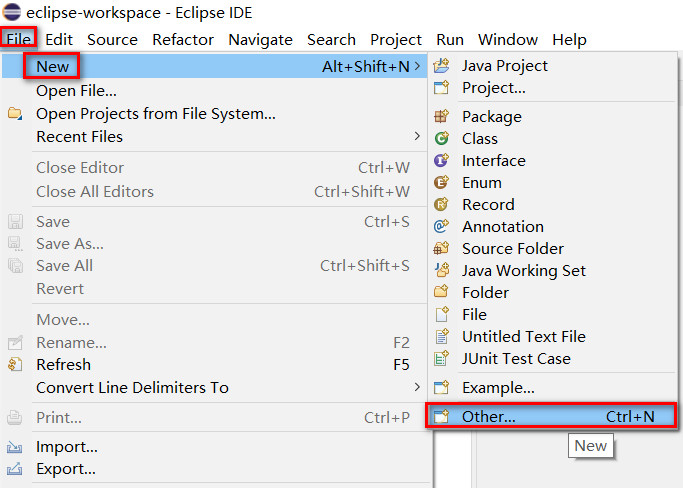 eclipse-workspace - Eclipse IDE
File Edit Source Refactor Navigate Search Project Run Window Help
New Alt+Shift+N >
Open File...
Open Projects from File System...
Recent Files >
Close Editor Ctrl+W
Close All Editors Ctrl+Shift+W
Save Ctrl+S
Save As...
Save All Ctrl+Shift+S
Revert
Move...
Rename... F2
Refresh F5
Convert Line Delimiters To >
Print... Ctrl+P
Import...
Export...
Java Project
Project...
Package
Class
Interface
Enum
Record
Annotation
Source Folder
Java Working Set
Folder
File
Untitled Text File
JUnit Test Case
Example...
Other... Ctrl+N
New